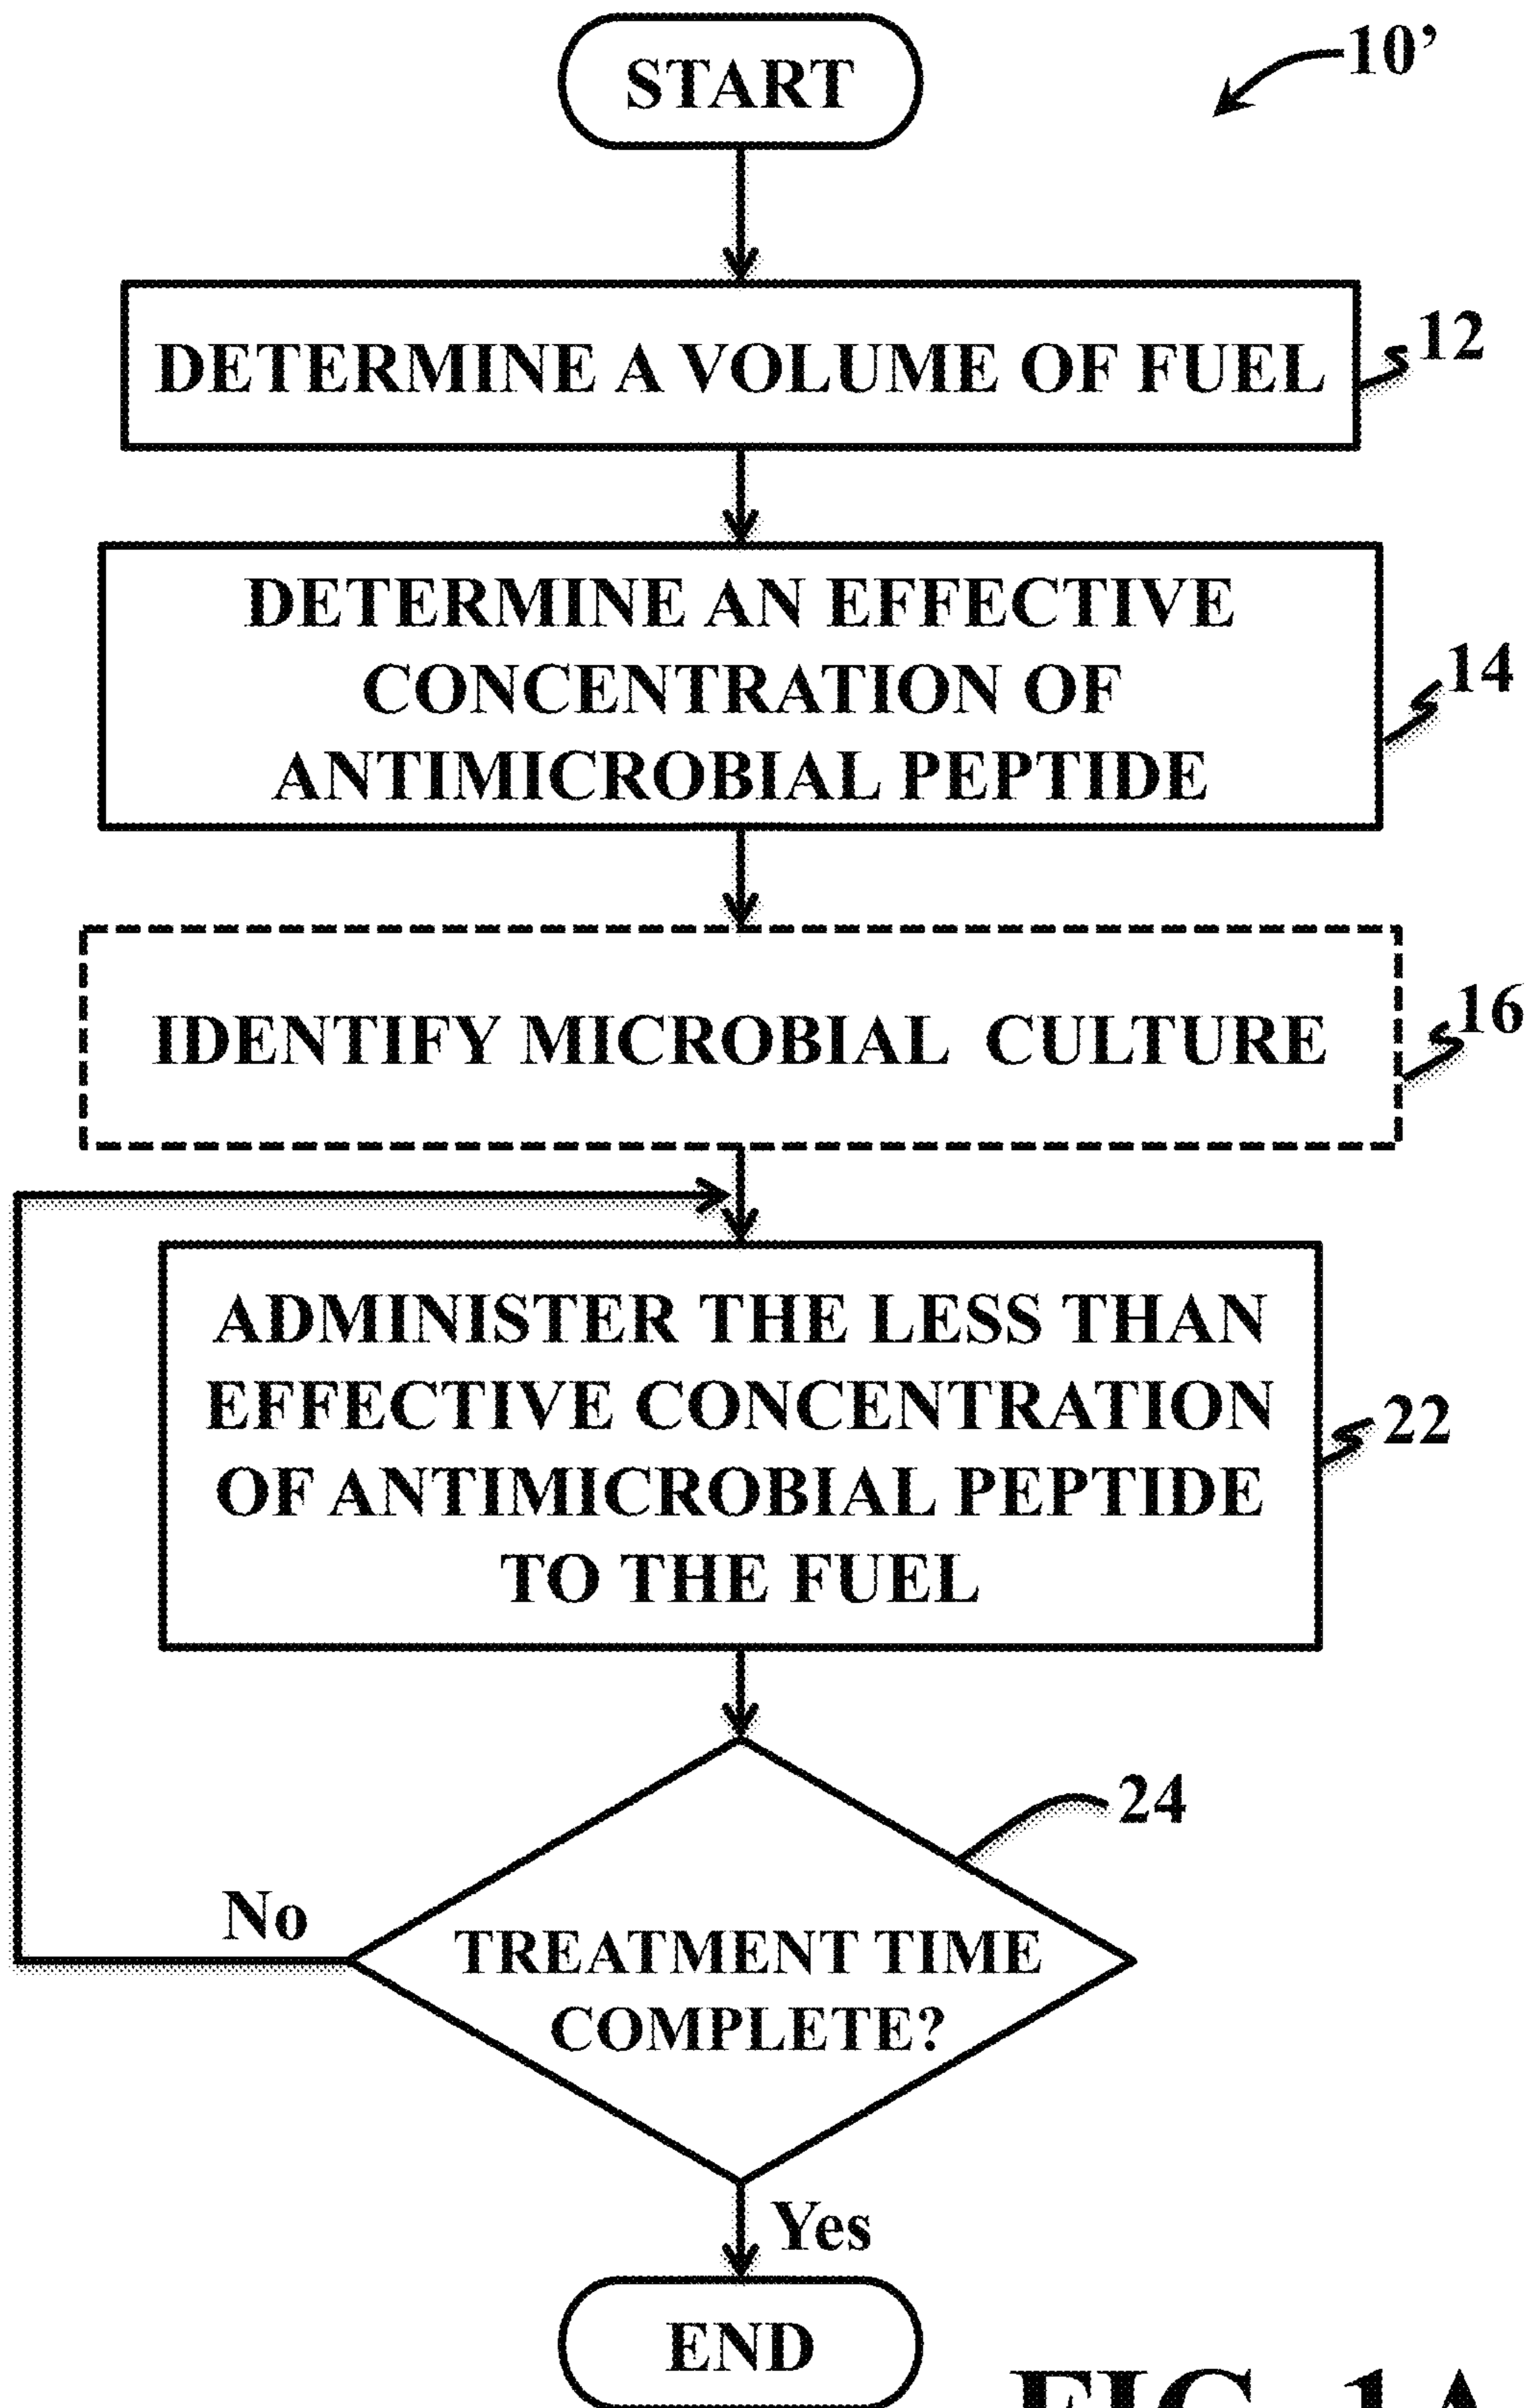 START
10’
DETERMINE A VOLUME OF FUEL
12
DETERMINE AN EFFECTIVE
CONCENTRATION OF
ANTIMICROBIAL PEPTIDE
14
IDENTIFY MICROBIAL CULTURE
16
ADMINISTER THE LESS THAN
EFFECTIVE CONCENTRATION
OF ANTIMICROBIAL PEPTIDE
TO THE FUEL
22
24
TREATMENT TIME
COMPLETE?
No
Yes
END
FIG. 1A